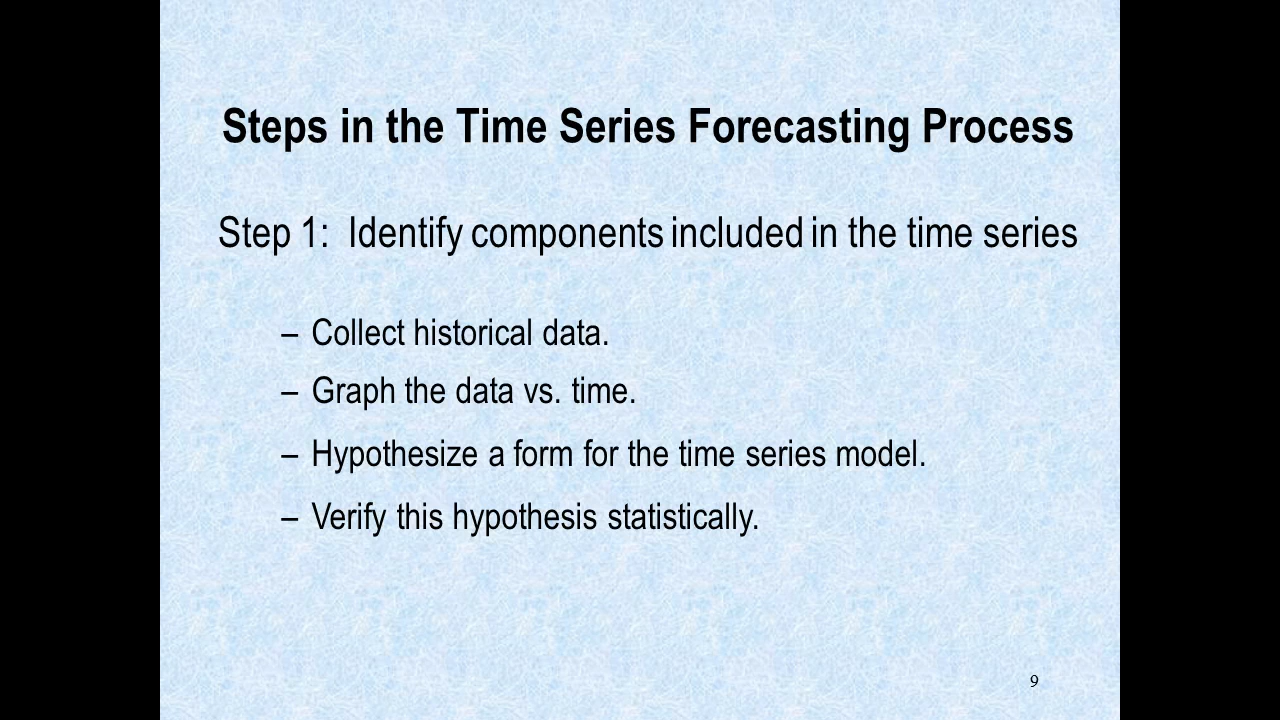 Steps in the Time Series Forecasting Process
Step 1: Identify components included in the time series
– Collect historical data.
– Graph the data vs. time.
– Hypothesize a form for the time series model.
– Verify this hypothesis statistically.
9